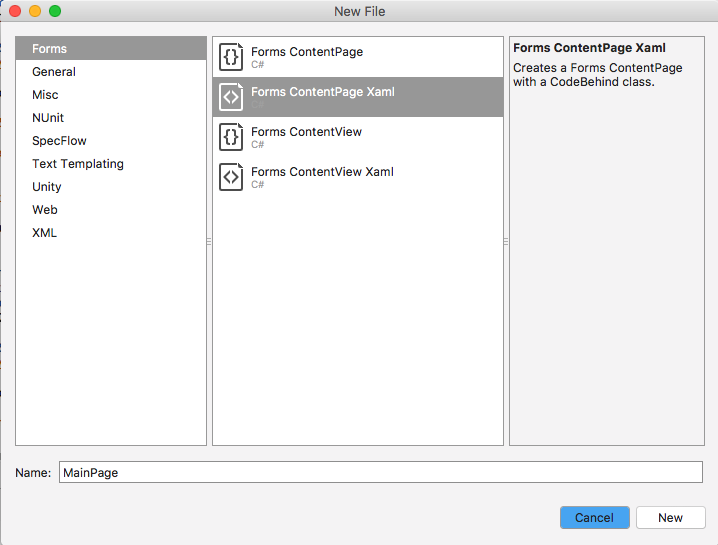 New File
Forms
General
Misc
NUnit
SpecFlow
Text Templating
Unity
Web
XML
Forms ContentPage
C#
Forms ContentPage Xaml
C#
Forms ContentView
C#
Forms ContentView Xaml
C#
Forms ContentPage Xaml
Creates a Forms ContentPage
with a CodeBehind class.
Name:
MainPage
Cancel
New